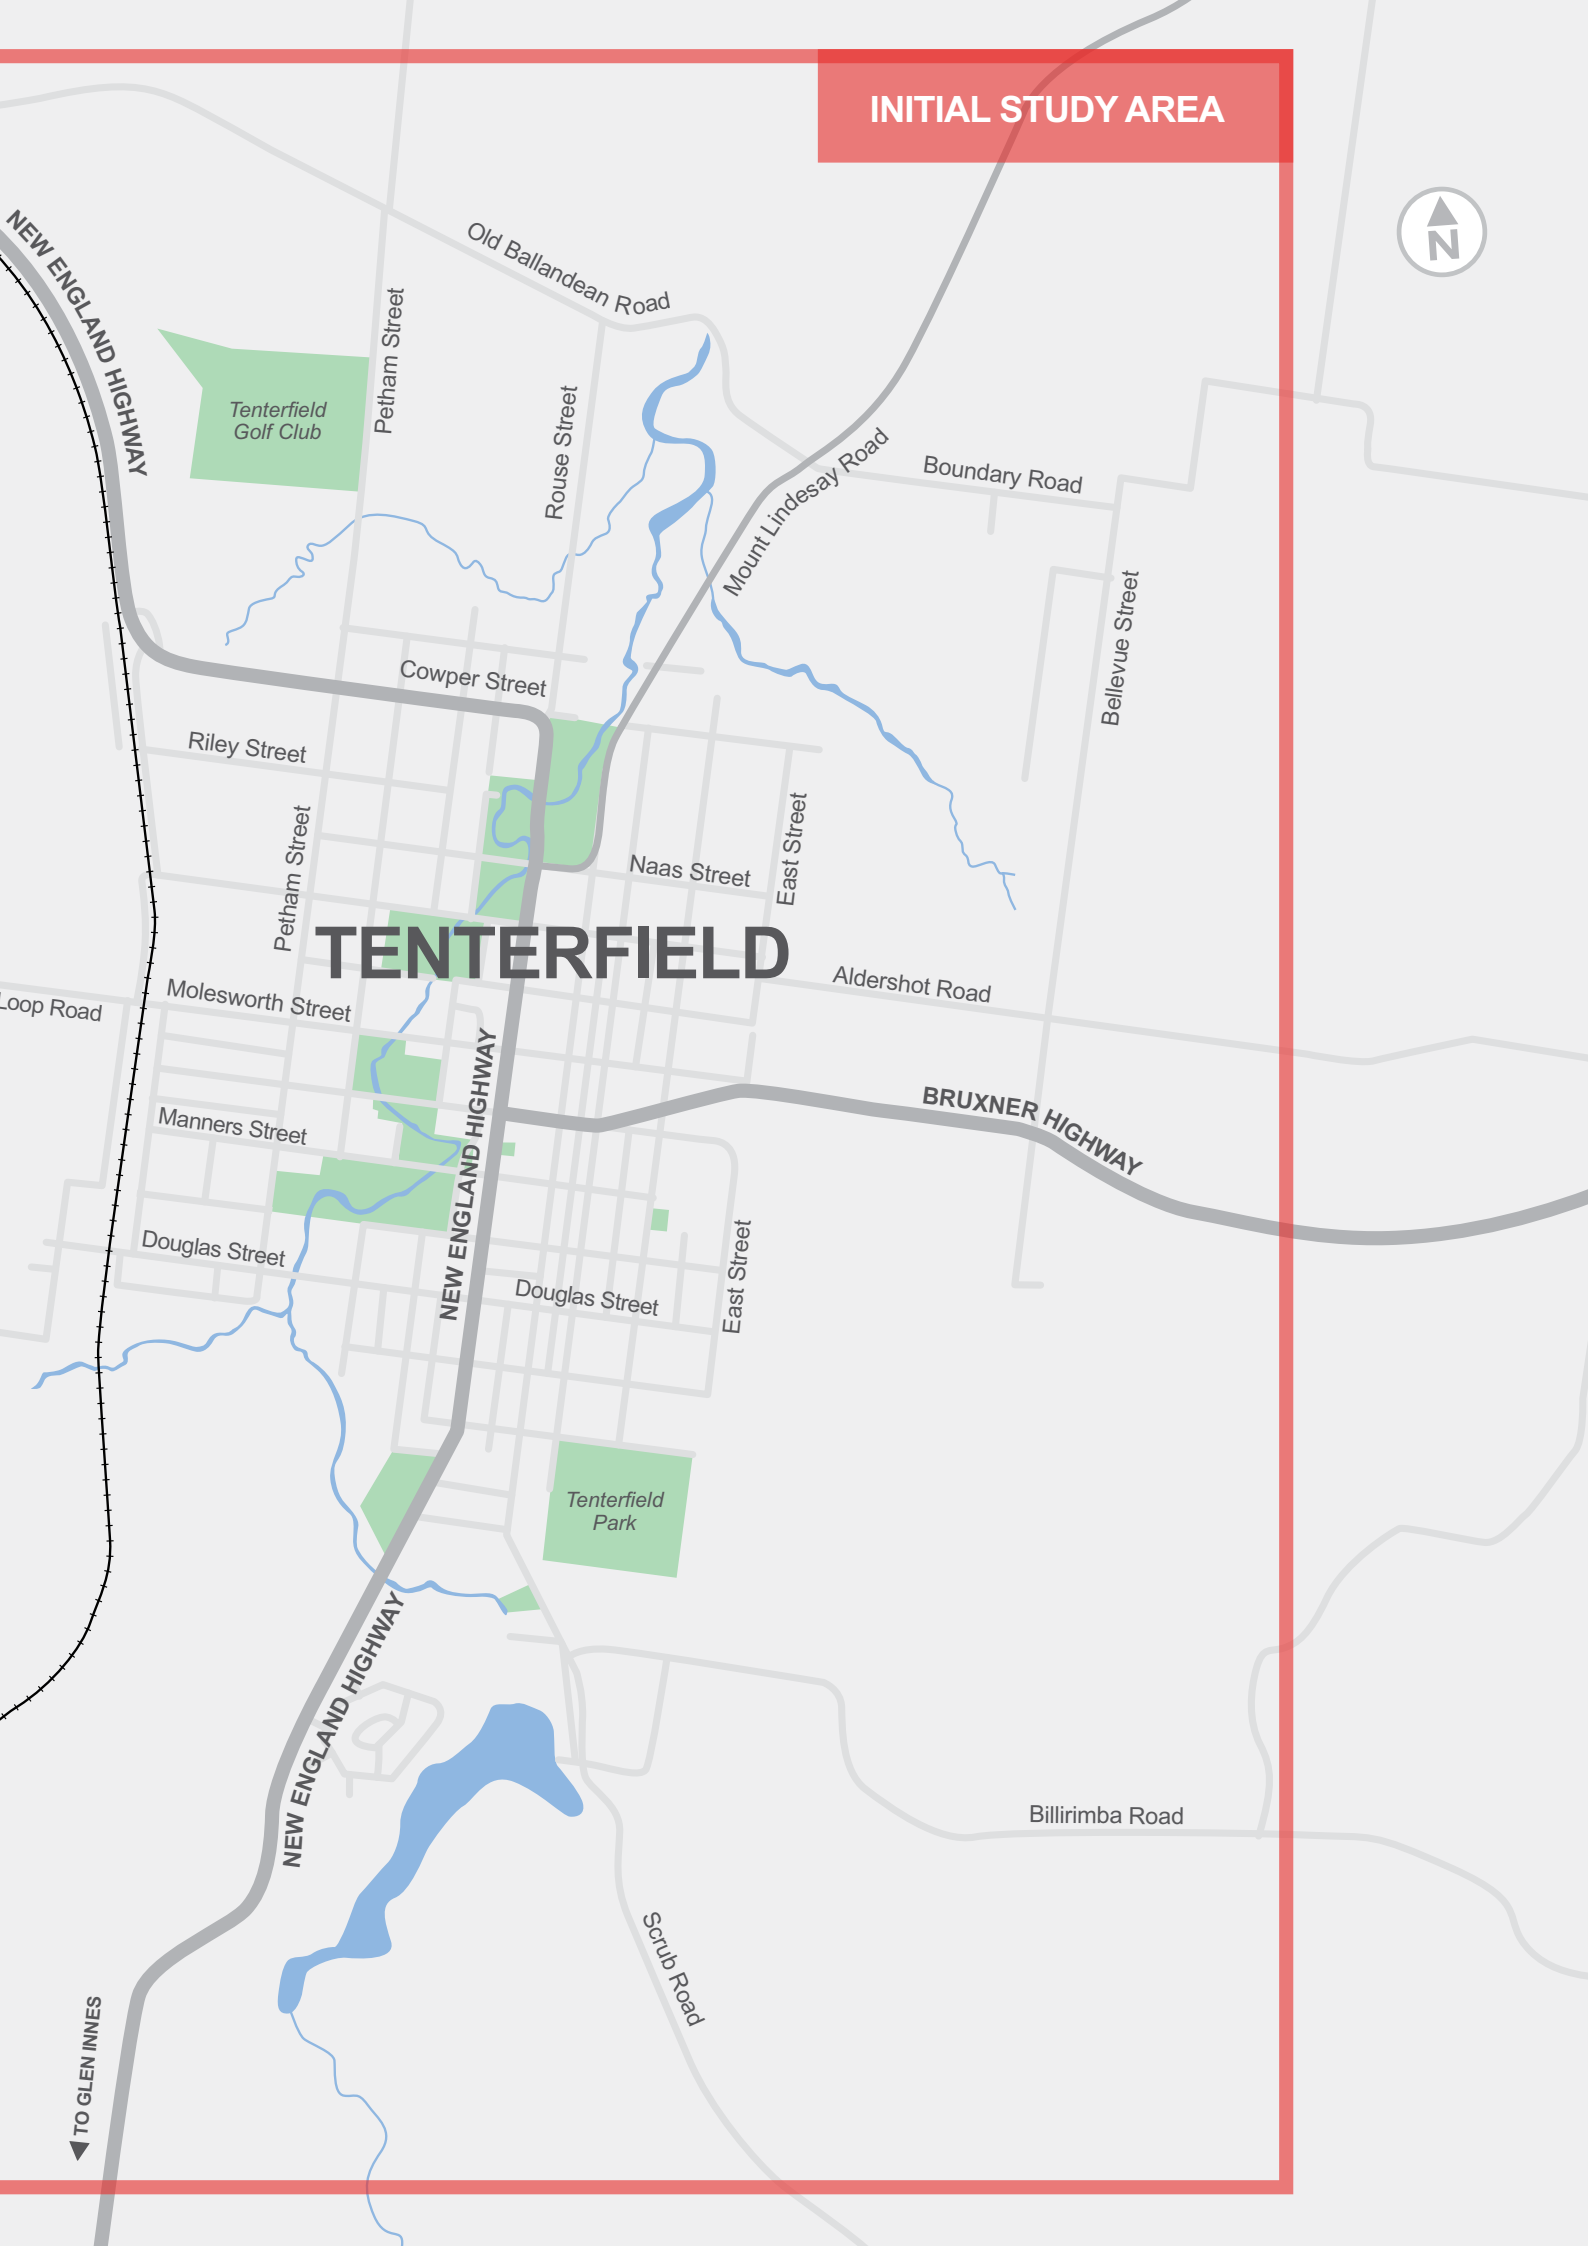 INITIAL STUDY AREA
N
NEW ENGLAND HIGHWAY
Old Ballandean Road
Petham Street
Tenterfield
Golf Club
Rouse Street
Mount Lindesay Road
Boundary Road
Bellevue Street
Cowper Street
Riley Street
Petham Street
East Street
Naas Street
TENTERFIELD
Aldershot Road
Loop Road
Molesworth Street
NEW ENGLAND HIGHWAY
BRUXNER HIGHWAY
Manners Street
Douglas Street
Douglas Street
East Street
Tenterfield
Park
NEW ENGLAND HIGHWAY
Billirimba Road
Scrub Road
TO GLEN INNES